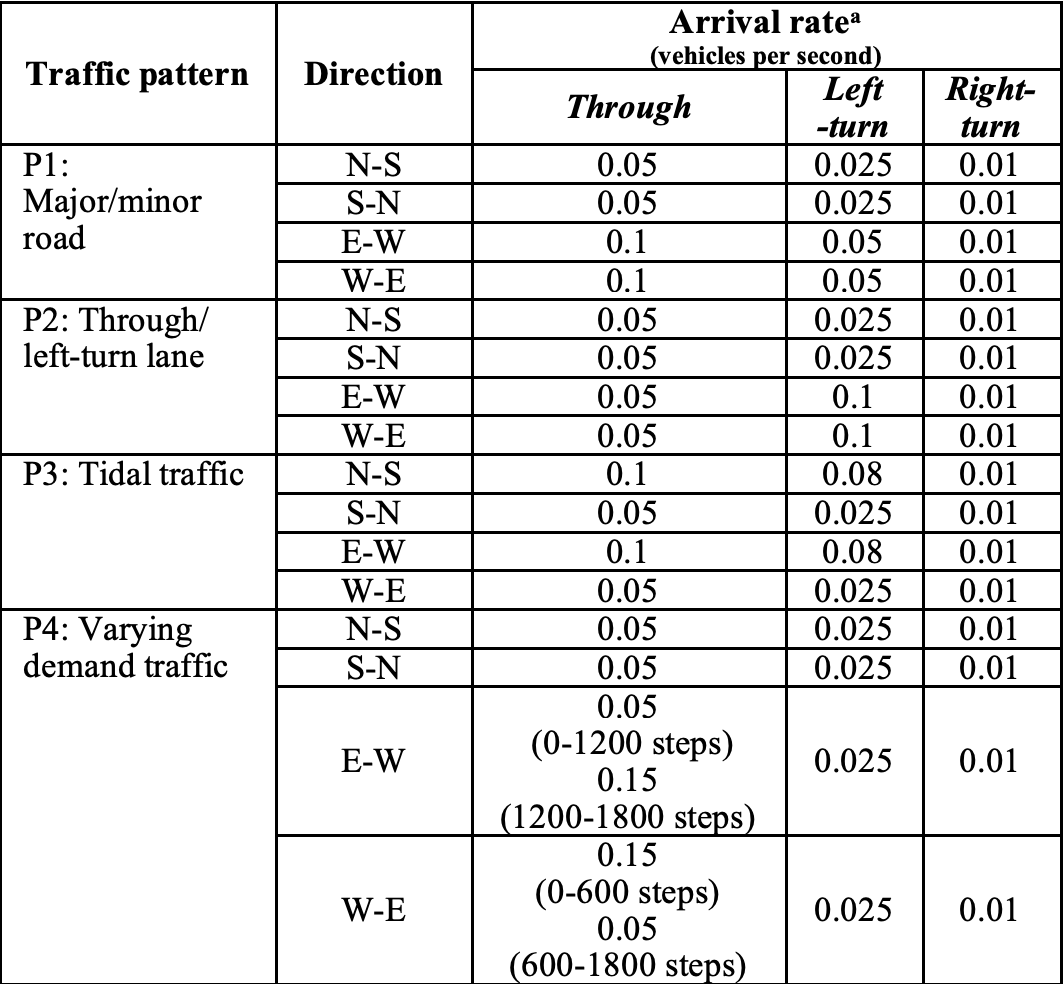 Traffic pattern Direction Arrival rateᵃ
(vehicles per second)
Through Left
-turn Right-
turn
P1:
Major/minor
road
N-S 0.05 0.025 0.01
S-N 0.05 0.025 0.01
E-W 0.1 0.05 0.01
W-E 0.1 0.05 0.01
P2: Through/
left-turn lane
N-S 0.05 0.025 0.01
S-N 0.05 0.025 0.01
E-W 0.05 0.1 0.01
W-E 0.05 0.1 0.01
P3: Tidal traffic
N-S 0.1 0.08 0.01
S-N 0.05 0.025 0.01
E-W 0.1 0.08 0.01
W-E 0.05 0.025 0.01
P4: Varying
demand traffic
N-S 0.05 0.025 0.01
S-N 0.05 0.025 0.01
E-W
0.05
(0-1200 steps)
0.15
(1200-1800 steps)
0.025 0.01
W-E
0.15
(0-600 steps)
0.05
(600-1800 steps)
0.025 0.01